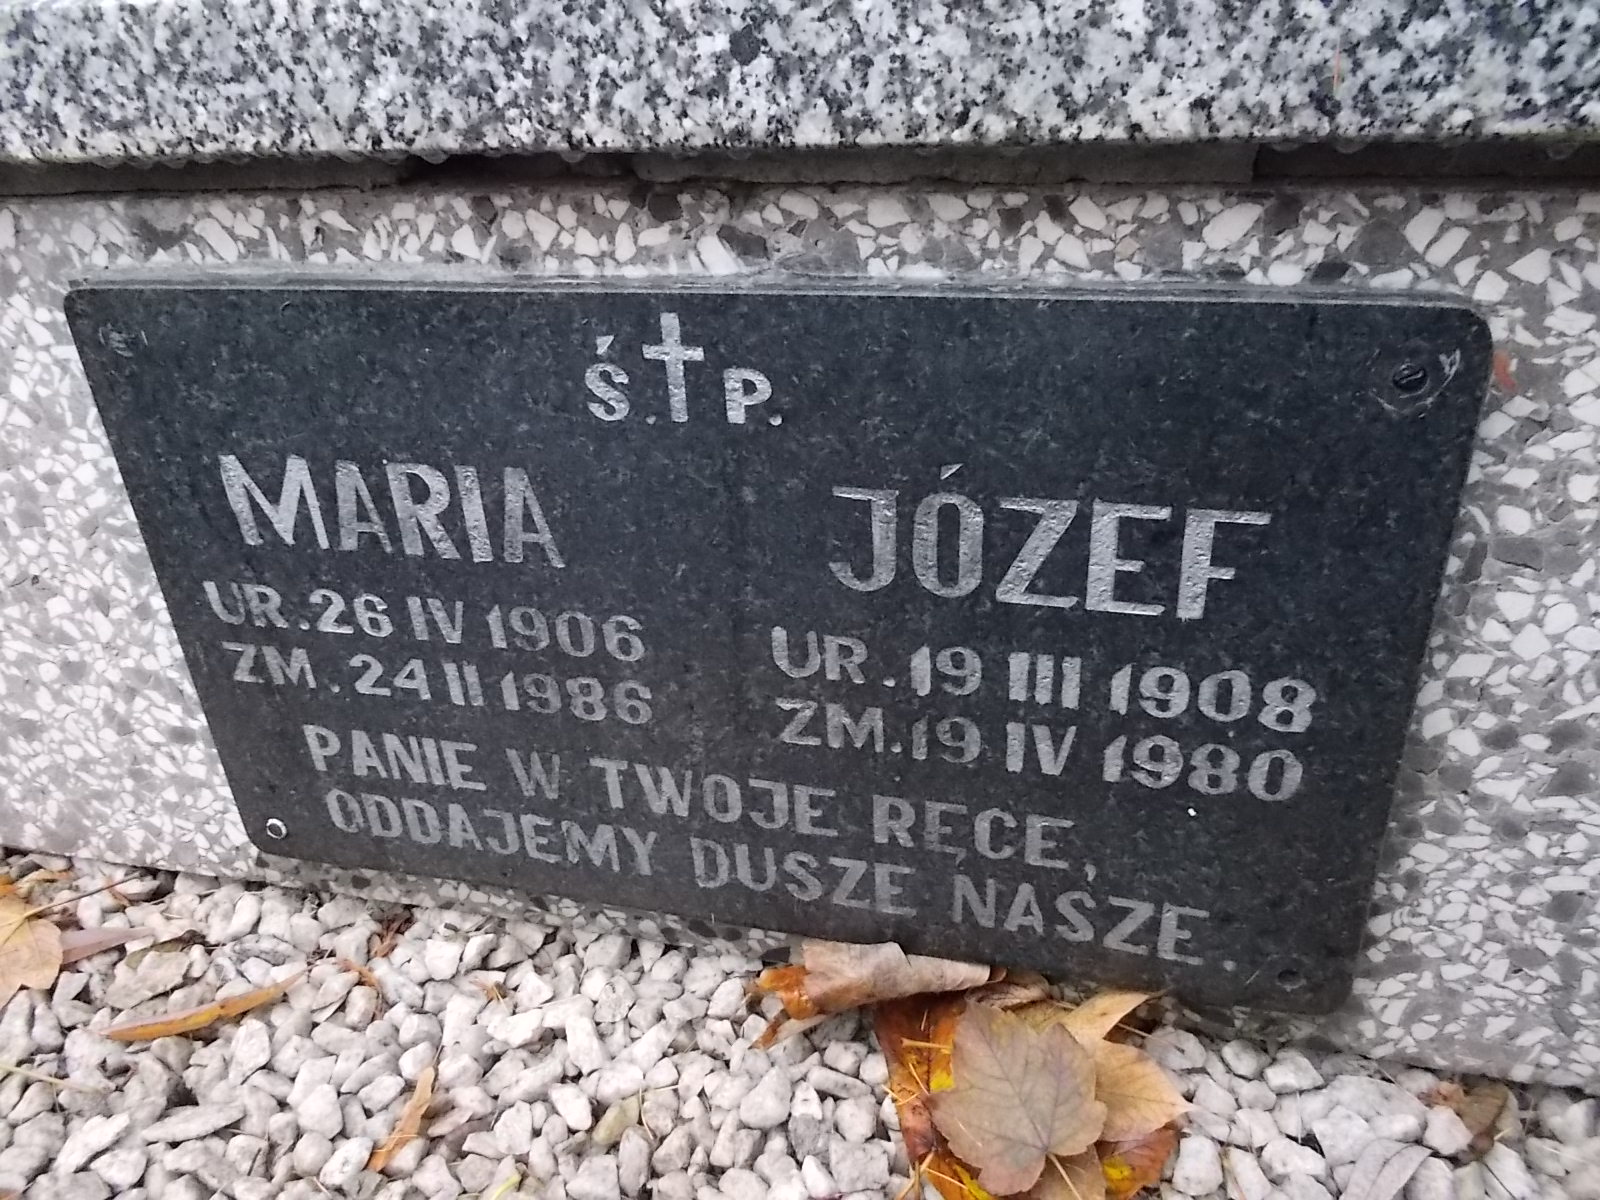 Ś. P.
MARIA
UR. 26 IV 1906
ZM. 24 II 1986
JÓZEF
UR. 19 III 1908
ZM. 19 IV 1980
PANIE W TWOJE RĘCE,
ODDAJEMY DUSZE NASZE.